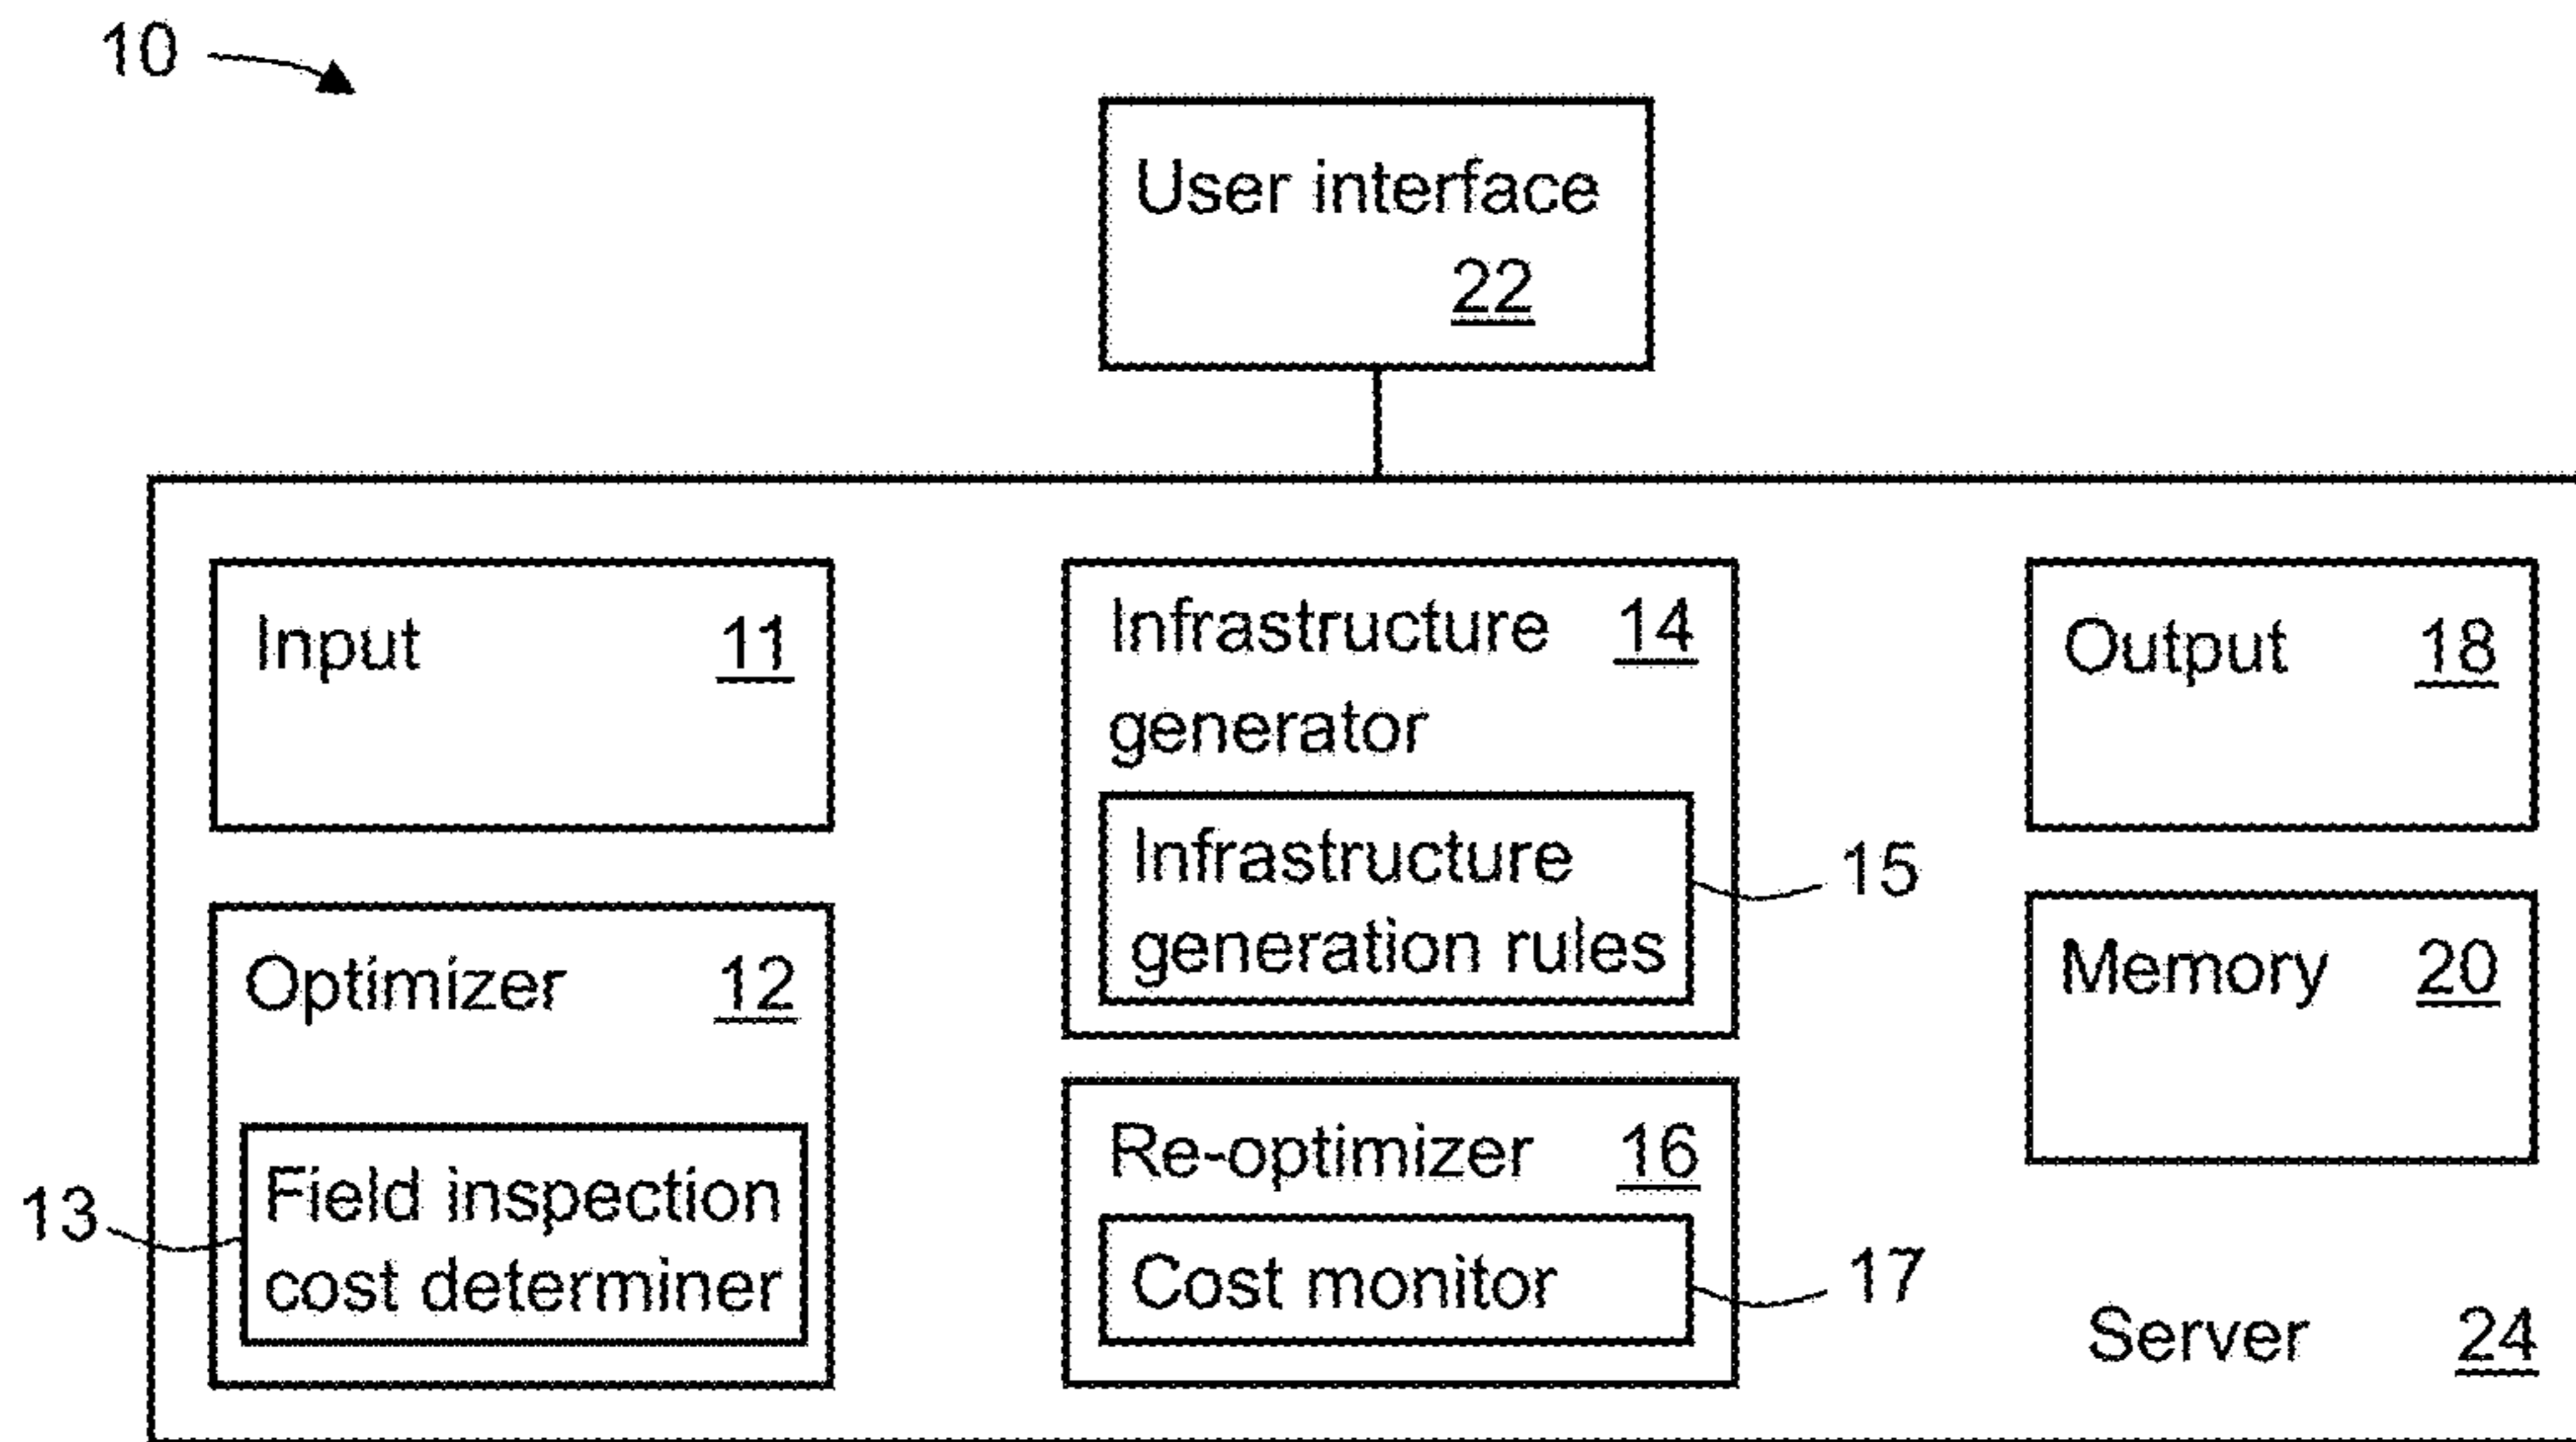 10
User interface
22
Input 11
Optimizer 12
13
Field inspection
cost determiner
Infrastructure 14
generator
Infrastructure
generation rules
15
Re-optimizer 16
Cost monitor
17
Output 18
Memory 20
Server 24